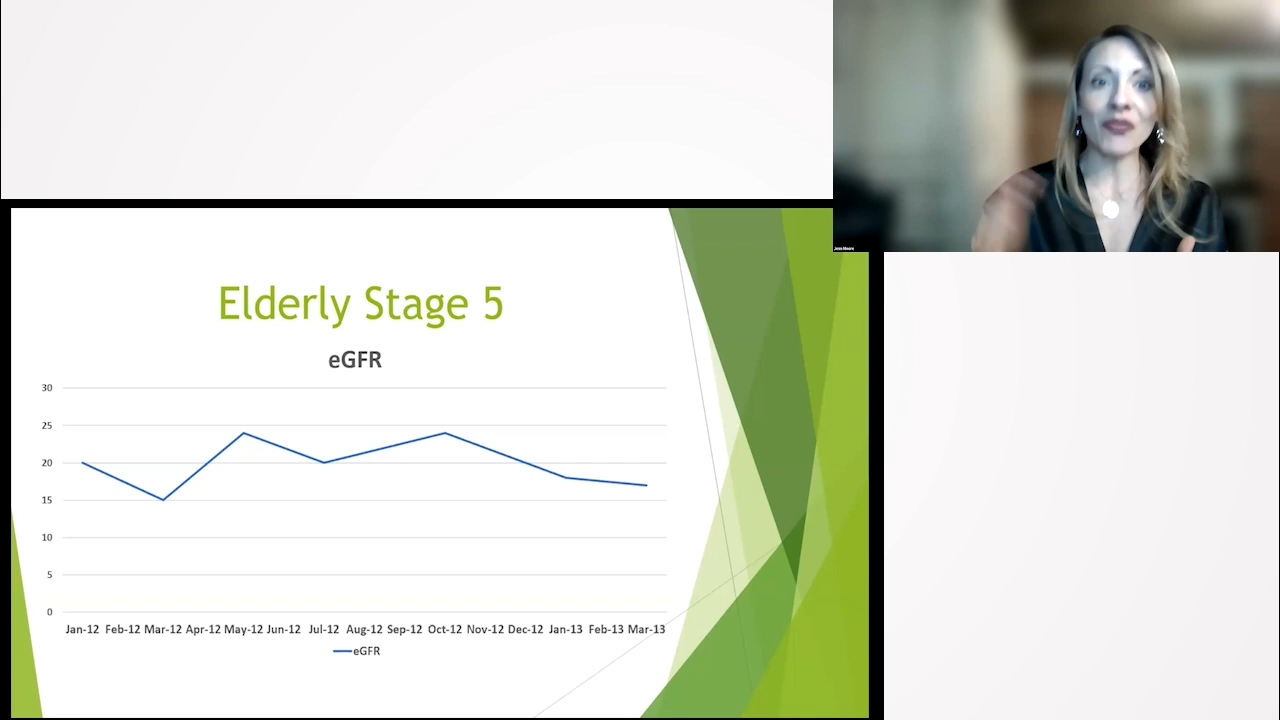 Jenn Moore
Elderly Stage 5
eGFR
30
25
20
15
10
5
0
Jan-12 Feb-12 Mar-12 Apr-12 May-12 Jun-12 Jul-12 Aug-12 Sep-12 Oct-12 Nov-12 Dec-12 Jan-13 Feb-13 Mar-13
eGFR